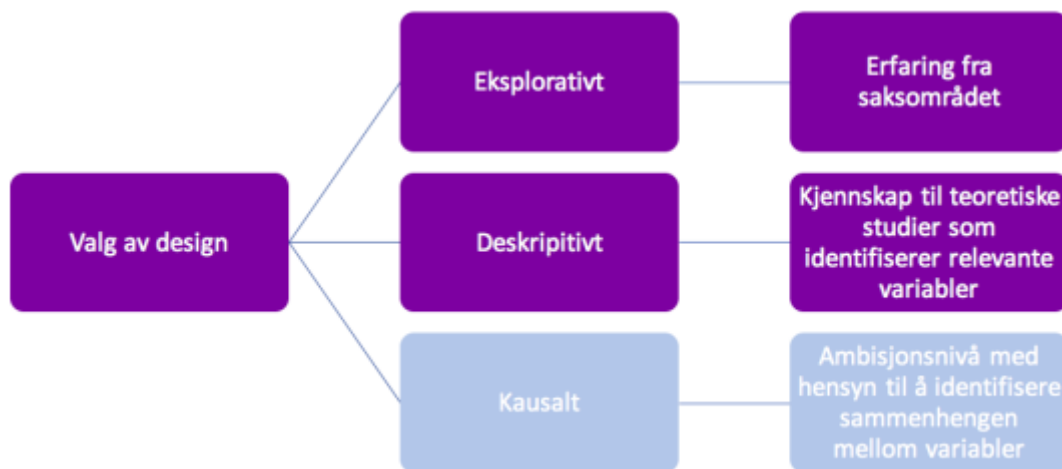 Valg av design
Eksplorativt
Erfaring fra
saksområdet
Deskripitivt
Kjennskap til teoretiske
studier som
identifiserer relevante
variabler
Kausalt
Ambisjonsnivå med
hensyn til å identifisere
sammenhengen
mellom variabler